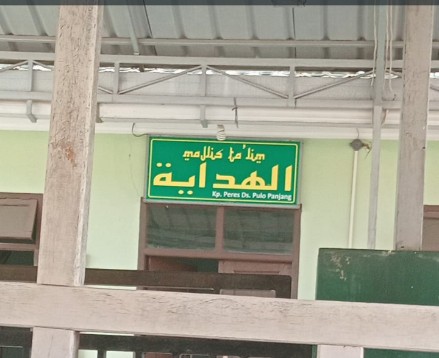 majlis ta'lim
الهداية
Kp. Peres Ds. Pulo Panjang